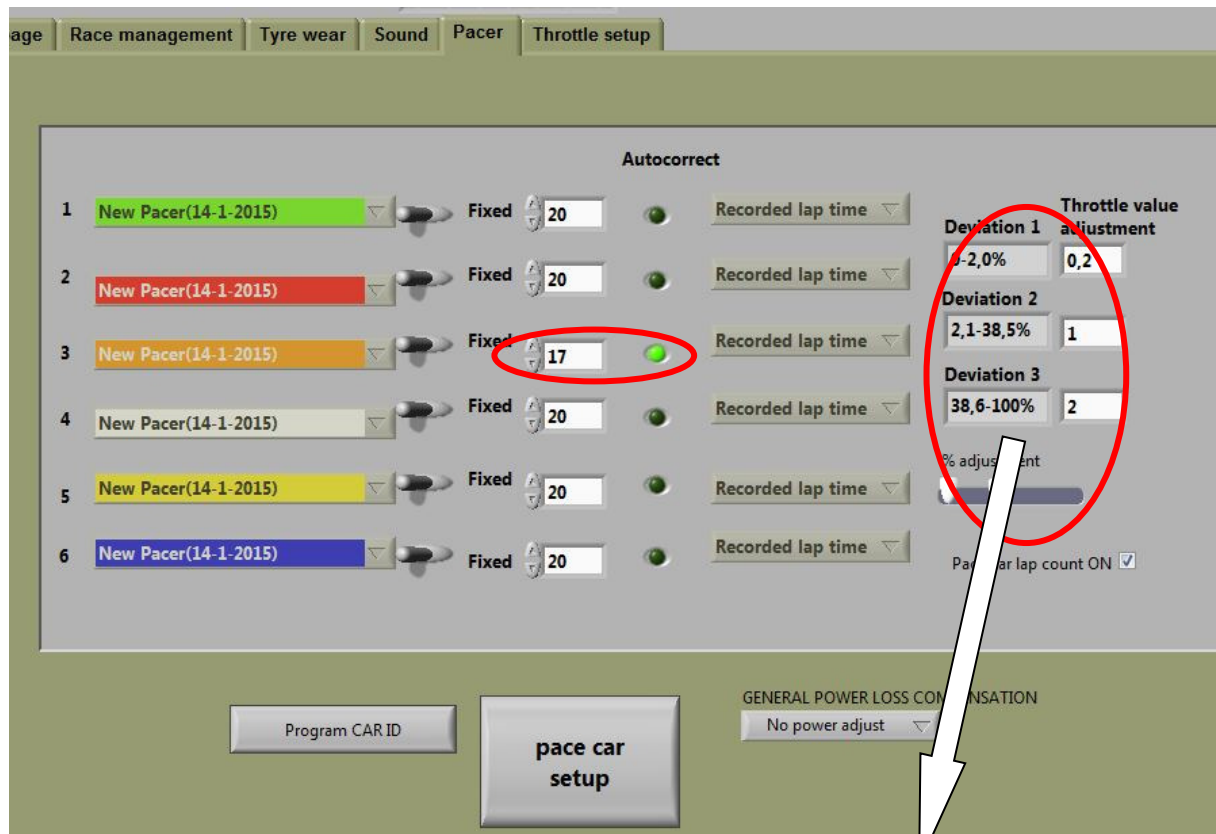 age Race management Tyre wear Sound Pacer Throttle setup
Autocorrect
1 New Pacer(14-1-2015) Fixed 20 Recorded lap time
2 New Pacer(14-1-2015) Fixed 20 Recorded lap time
3 New Pacer(14-1-2015) Fixed 17 Recorded lap time
4 New Pacer(14-1-2015) Fixed 20 Recorded lap time
5 New Pacer(14-1-2015) Fixed 20 Recorded lap time
6 New Pacer(14-1-2015) Fixed 20 Recorded lap time
Throttle value
Deviation 1 adjustment
0-2,0% 0,2
Deviation 2
2,1-38,5% 1
Deviation 3
38,6-100% 2
% adjustment
lap count ON
Program CAR ID
pace car
setup
GENERAL POWER LOSS COMPENSATION
No power adjust